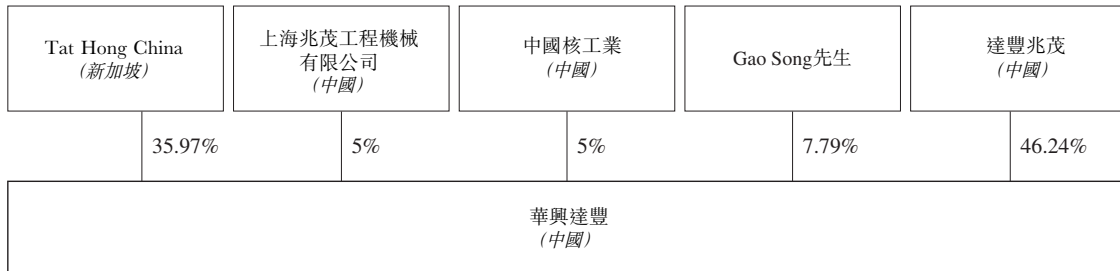 Tat Hong China
(新加坡)
上海兆茂工程機械
有限公司
(中國)
中國核工業
(中國)
Gao Song先生
達豐兆茂
(中國)
35.97%
5%
5%
7.79%
46.24%
華興達豐
(中國)